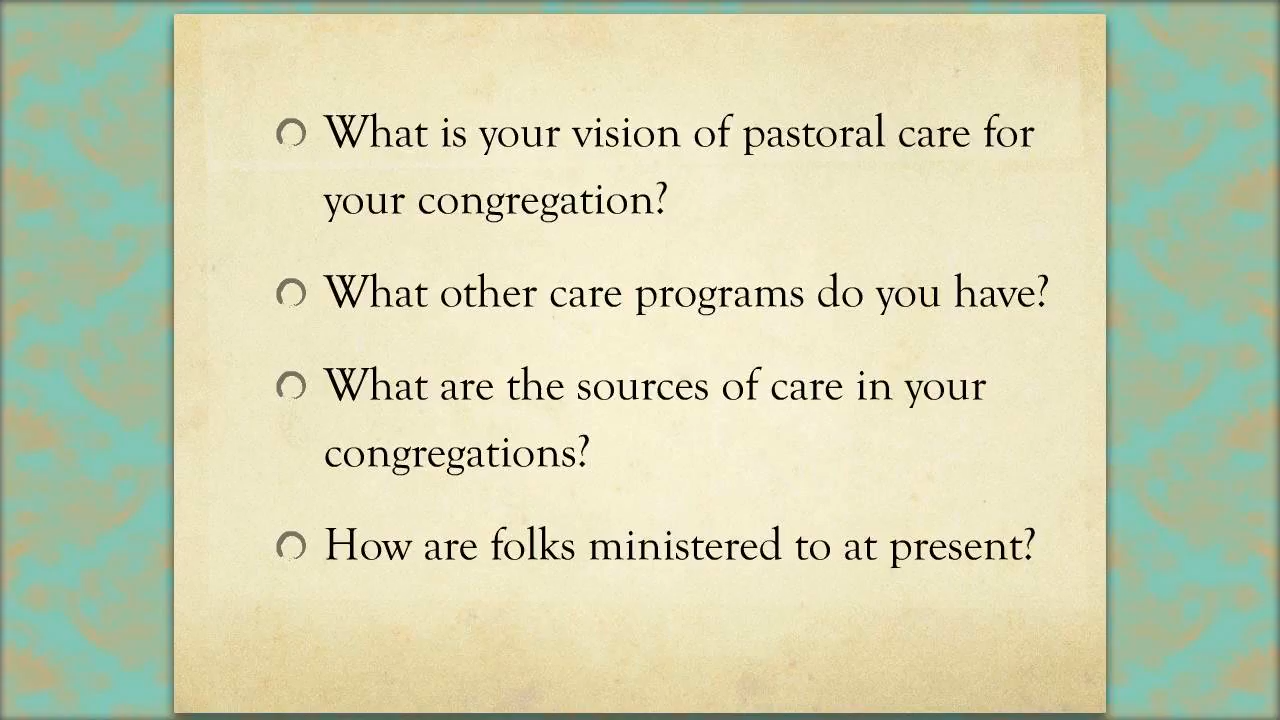 What is your vision of pastoral care for
your congregation?
What other care programs do you have?
What are the sources of care in your
congregations?
How are folks ministered to at present?